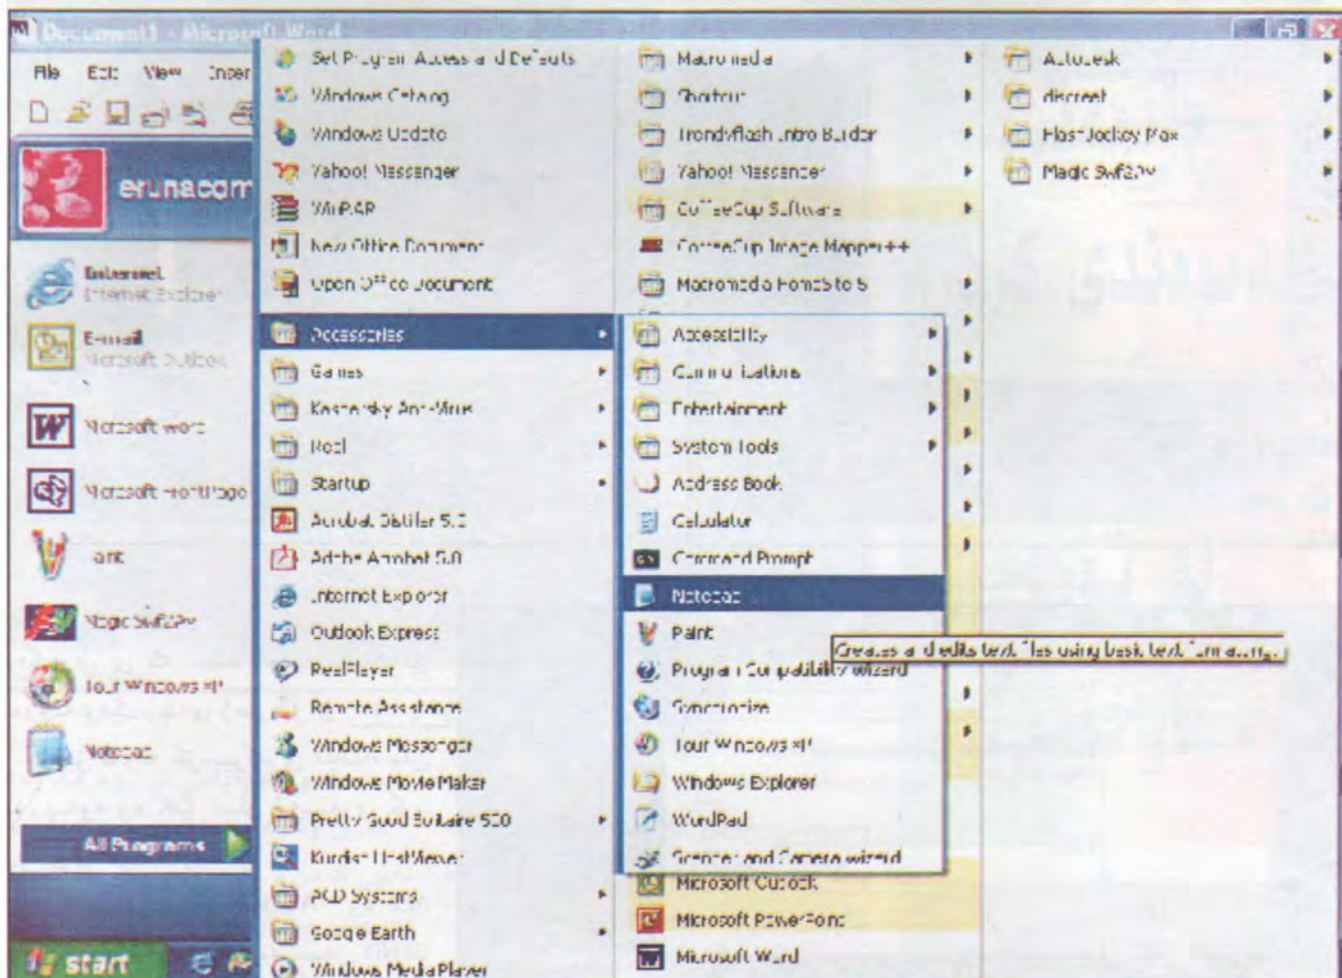 Document1 - Microsoft Word
File Edit View Inser
erunacom
Internet
Internet Explorer
E-mail
Microsoft Outlook
Microsoft Word
Microsoft FrontPage
Paint
Magic Swf2Av
Tour Windows XP
Notepad
All Programs
start
Set Program Access and Defaults
Windows Catalog
Windows Update
Yahoo! Messenger
WinRAR
New Office Document
Open Office Document
Accessories
Games
Kaspersky Anti-Virus
Real
Startup
Acrobat Distiller 5.0
Adobe Acrobat 5.0
Internet Explorer
Outlook Express
RealPlayer
Remote Assistance
Windows Messenger
Windows Movie Maker
Pretty Good Solitaire 500
Kurdish
ACD Systems
Google Earth
Windows Media Player
Macromedia
Shortcut
Trendyflash Intro Builder
Yahoo! Messenger
CoffeeCup Software
CoffeeCup Image Mapper++
Macromedia HomeSite 5
Accessibility
Communications
Entertainment
System Tools
Address Book
Calculator
Command Prompt
Notepad
Paint
Program Compatibility Wizard
Synchronize
Tour Windows XP
Windows Explorer
WordPad
Scanner and Camera Wizard
Creates and edits text files using basic text formatting.
Microsoft Outlook
Microsoft PowerPoint
Microsoft Word
Autodesk
discreet
Flash Jockey Max
Magic Swf2Av